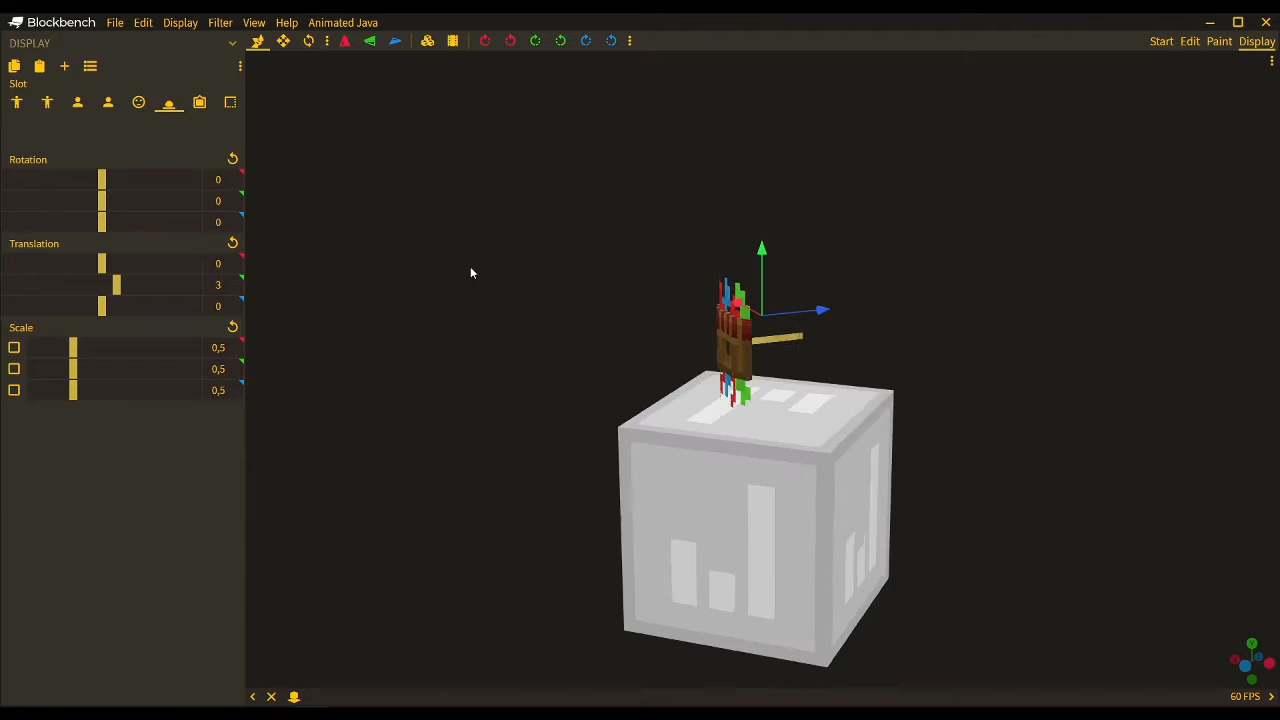 Blockbench File Edit Display Filter View Help Animated Java
DISPLAY
Start Edit Paint Display
Slot
Rotation
0
0
0
Translation
0
3
0
Scale
0,5
0,5
0,5
60 FPS